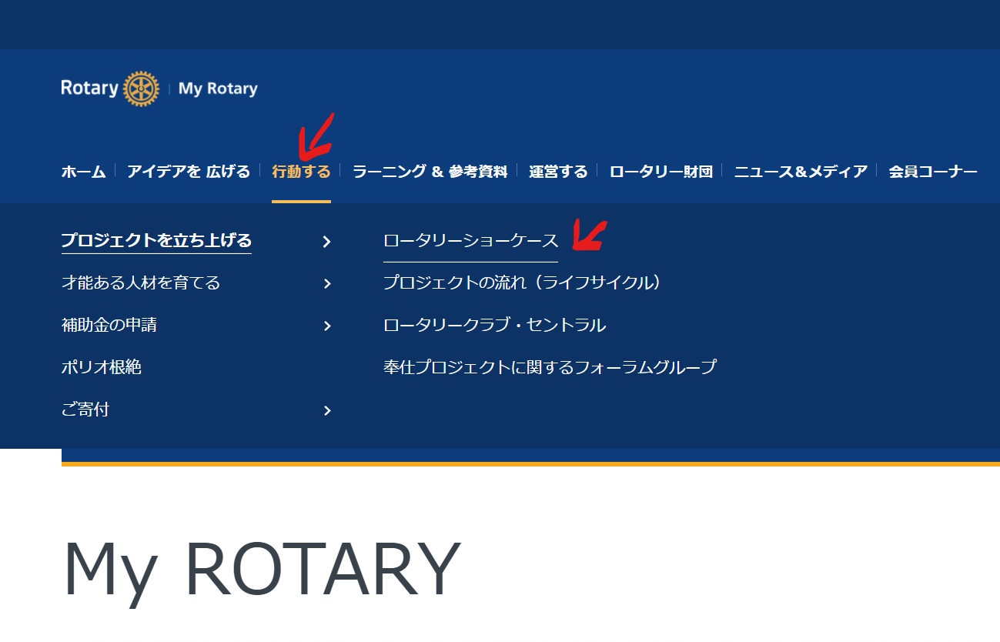 Rotary | My Rotary
ホーム | アイデアを 広げる | 行動する | ラーニング & 参考資料 | 運営する | ロータリー財団 | ニュース&メディア | 会員コーナー
プロジェクトを立ち上げる
ロータリーショーケース
才能ある人材を育てる
プロジェクトの流れ（ライフサイクル）
補助金の申請
ロータリークラブ・セントラル
ポリオ根絶
奉仕プロジェクトに関するフォーラムグループ
ご寄付
My ROTARY